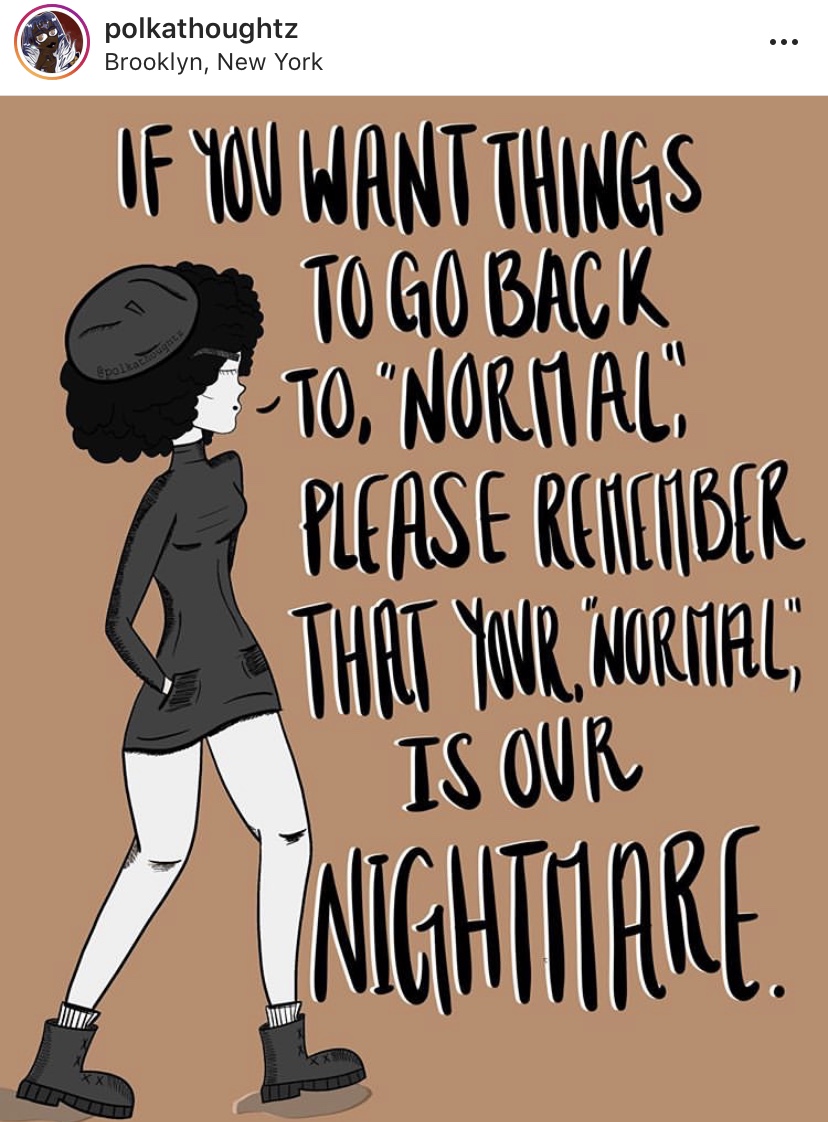 polkathoughtz
Brooklyn, New York
IF YOU WANT THINGS
TO GO BACK
TO, "NORMAL",
PLEASE REMEMBER
THAT YOUR, "NORMAL",
IS OUR
NIGHTMARE.
@polkathoughtz